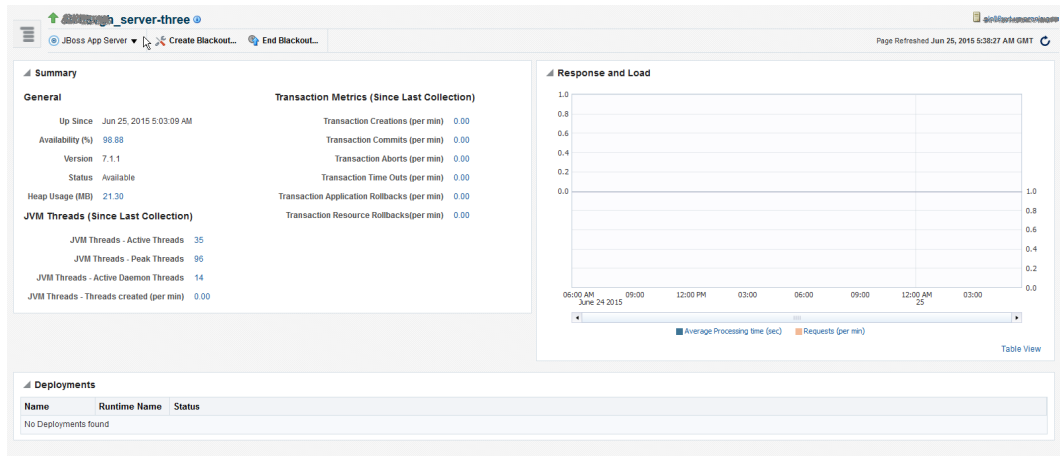 _server-three
JBoss App Server
Create Blackout...
End Blackout...
Page Refreshed Jun 25, 2015 5:38:27 AM GMT
Summary
General
Up Since Jun 25, 2015 5:03:09 AM
Availability (%) 98.88
Version 7.1.1
Status Available
Heap Usage (MB) 21.30
JVM Threads (Since Last Collection)
JVM Threads - Active Threads 35
JVM Threads - Peak Threads 96
JVM Threads - Active Daemon Threads 14
JVM Threads - Threads created (per min) 0.00
Transaction Metrics (Since Last Collection)
Transaction Creations (per min) 0.00
Transaction Commits (per min) 0.00
Transaction Aborts (per min) 0.00
Transaction Time Outs (per min) 0.00
Transaction Application Rollbacks (per min) 0.00
Transaction Resource Rollbacks(per min) 0.00
Response and Load
1.0
0.8
0.6
0.4
0.2
0.0
1.0
0.8
0.6
0.4
0.2
0.0
06:00 AM 09:00 12:00 PM 03:00 06:00 09:00 12:00 AM 03:00
June 24 2015 25
Average Processing time (sec) Requests (per min)
Table View
Deployments
Name Runtime Name Status
No Deployments found